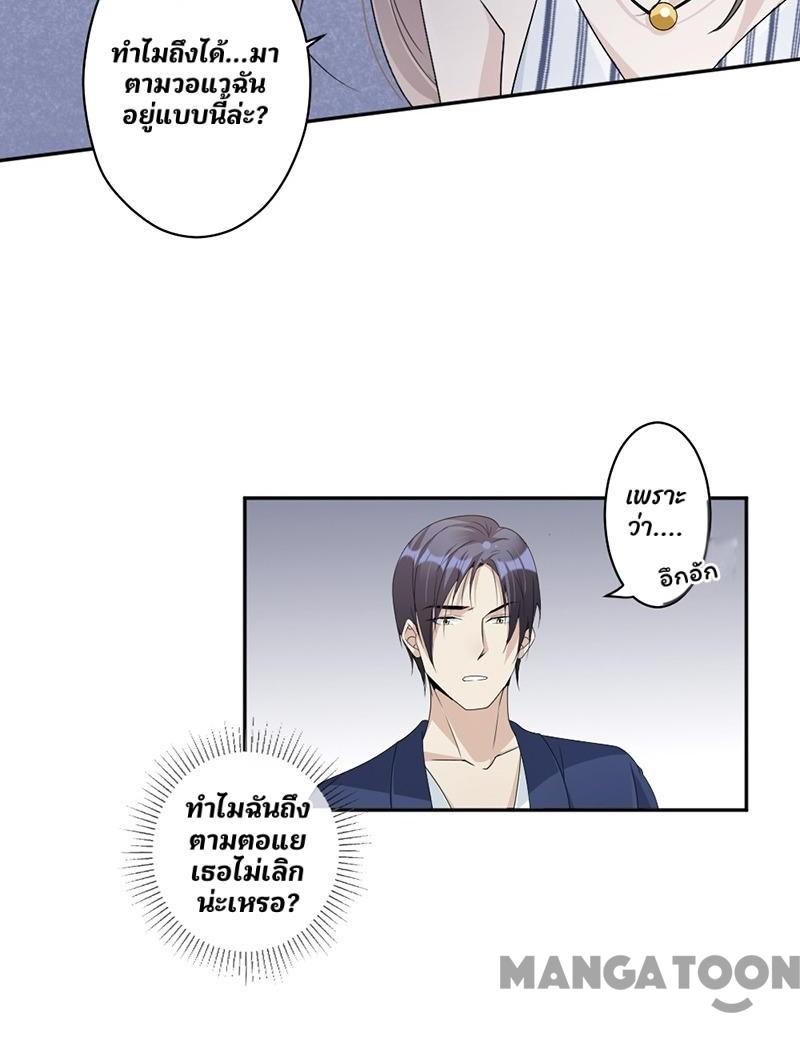 ทำไมถึงได้...มา
ตามวอแวฉัน
อยู่แบบนี้ล่ะ?
เพราะ
ว่า....
อึกอัก
ทำไมฉันถึง
ตามตอแย
เธอไม่เลิก
น่ะเหรอ?
MANGATOON